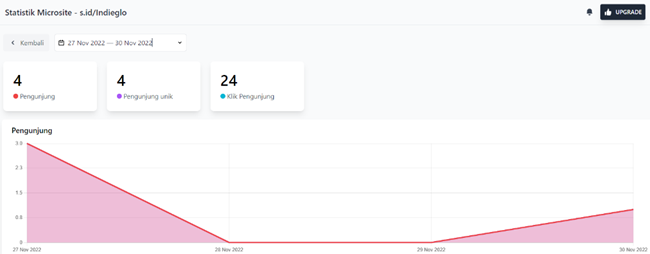 Statistik Microsite - s.id/Indieglo
UPGRADE
Kembali
27 Nov 2022 — 30 Nov 2022
4
Pengunjung
4
Pengunjung unik
24
Klik Pengunjung
Pengunjung
3.0
2.3
1.5
0.8
0
27 Nov 2022
28 Nov 2022
29 Nov 2022
30 Nov 2022